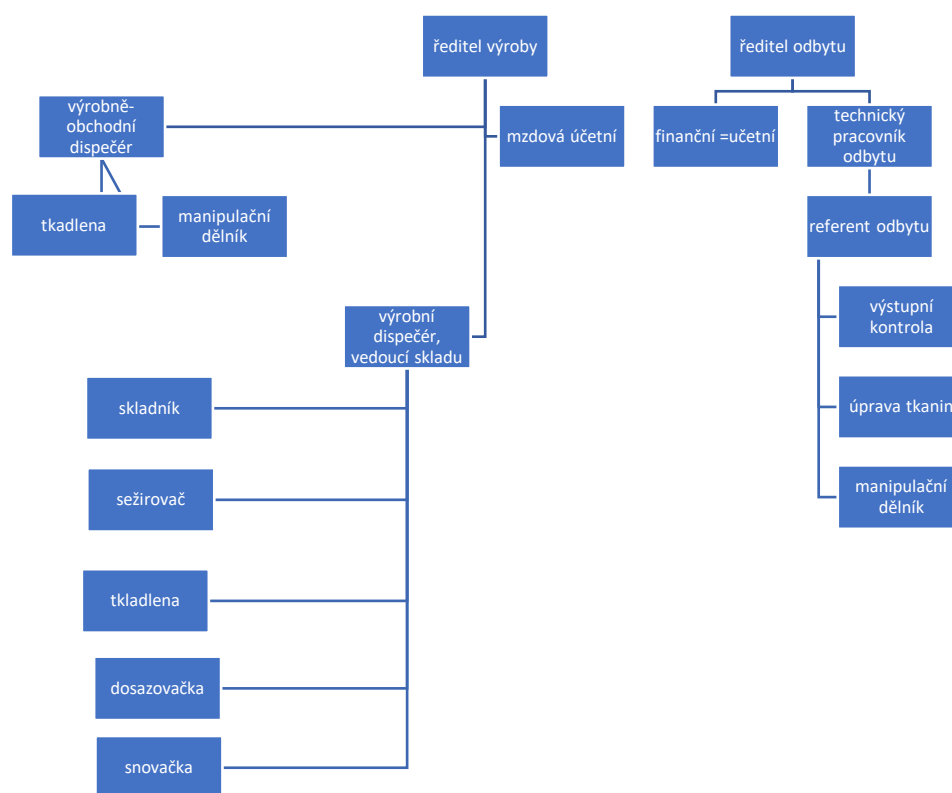 ředitel výroby
ředitel odbytu
výrobně-
obchodní
dispečér
mzdová účetní
finanční =učetní
technický
pracovník
odbytu
tkadlena
manipulační
dělník
referent odbytu
výrobní
dispečér,
vedoucí skladu
výstupní
kontrola
skladník
úprava tkanin
sežirovač
manipulační
dělník
tkladlena
dosazovačka
snovačka